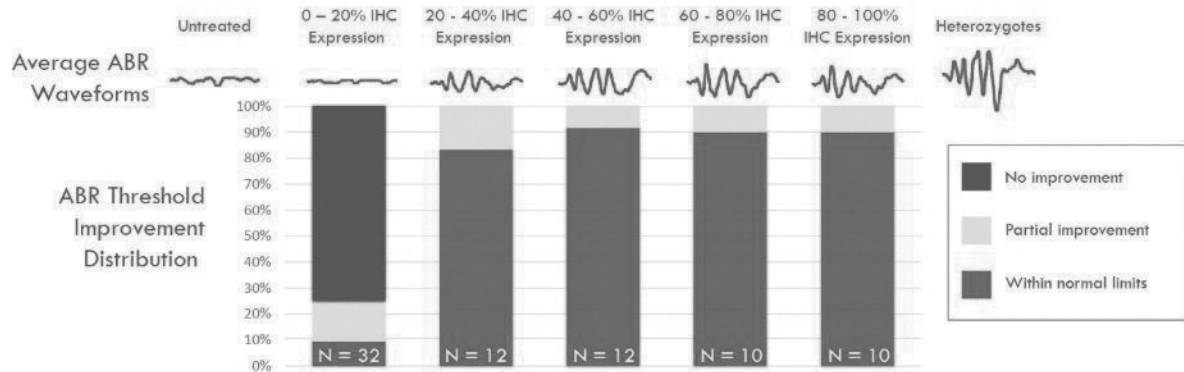 Untreated
0 – 20% IHC
Expression
20 - 40% IHC
Expression
40 - 60% IHC
Expression
60 - 80% IHC
Expression
80 - 100%
IHC Expression
Heterozygotes
Average ABR
Waveforms
100%
90%
80%
70%
60%
50%
40%
30%
20%
10%
0%
ABR Threshold
Improvement
Distribution
N = 32
N = 12
N = 12
N = 10
N = 10
No improvement
Partial improvement
Within normal limits